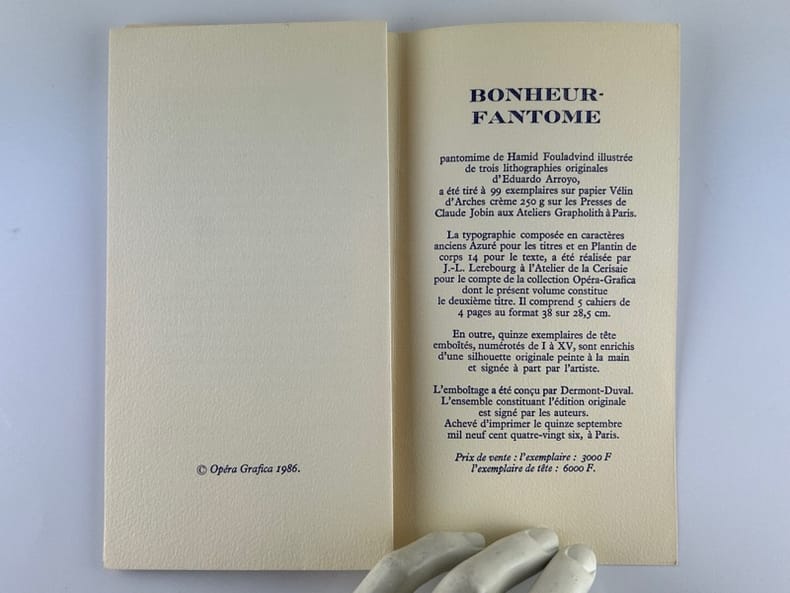 © Opéra Grafica 1986.
BONHEUR-
FANTOME
pantomime de Hamid Fouladvind illustrée
de trois lithographies originales
d'Eduardo Arroyo,
a été tiré à 99 exemplaires sur papier Vélin
d'Arches crème 250 g sur les Presses de
Claude Jobin aux Ateliers Grapholith à Paris.
La typographie composée en caractères
anciens Azuré pour les titres et en Plantin de
corps 14 pour le texte, a été réalisée par
J.-L. Lerebourg à l'Atelier de la Cerisaie
pour le compte de la collection Opéra-Grafica
dont le présent volume constitue
le deuxième titre. Il comprend 5 cahiers de
4 pages au format 38 sur 28,5 cm.
En outre, quinze exemplaires de tête
emboîtés, numérotés de I à XV, sont enrichis
d'une silhouette originale peinte à la main
et signée à part par l'artiste.
L'emboîtage a été conçu par Dermont-Duval.
L'ensemble constituant l'édition originale
est signé par les auteurs.
Achevé d'imprimer le quinze septembre
mil neuf cent quatre-vingt six, à Paris.
Prix de vente : l'exemplaire : 3000 F
l'exemplaire de tête : 6000 F.